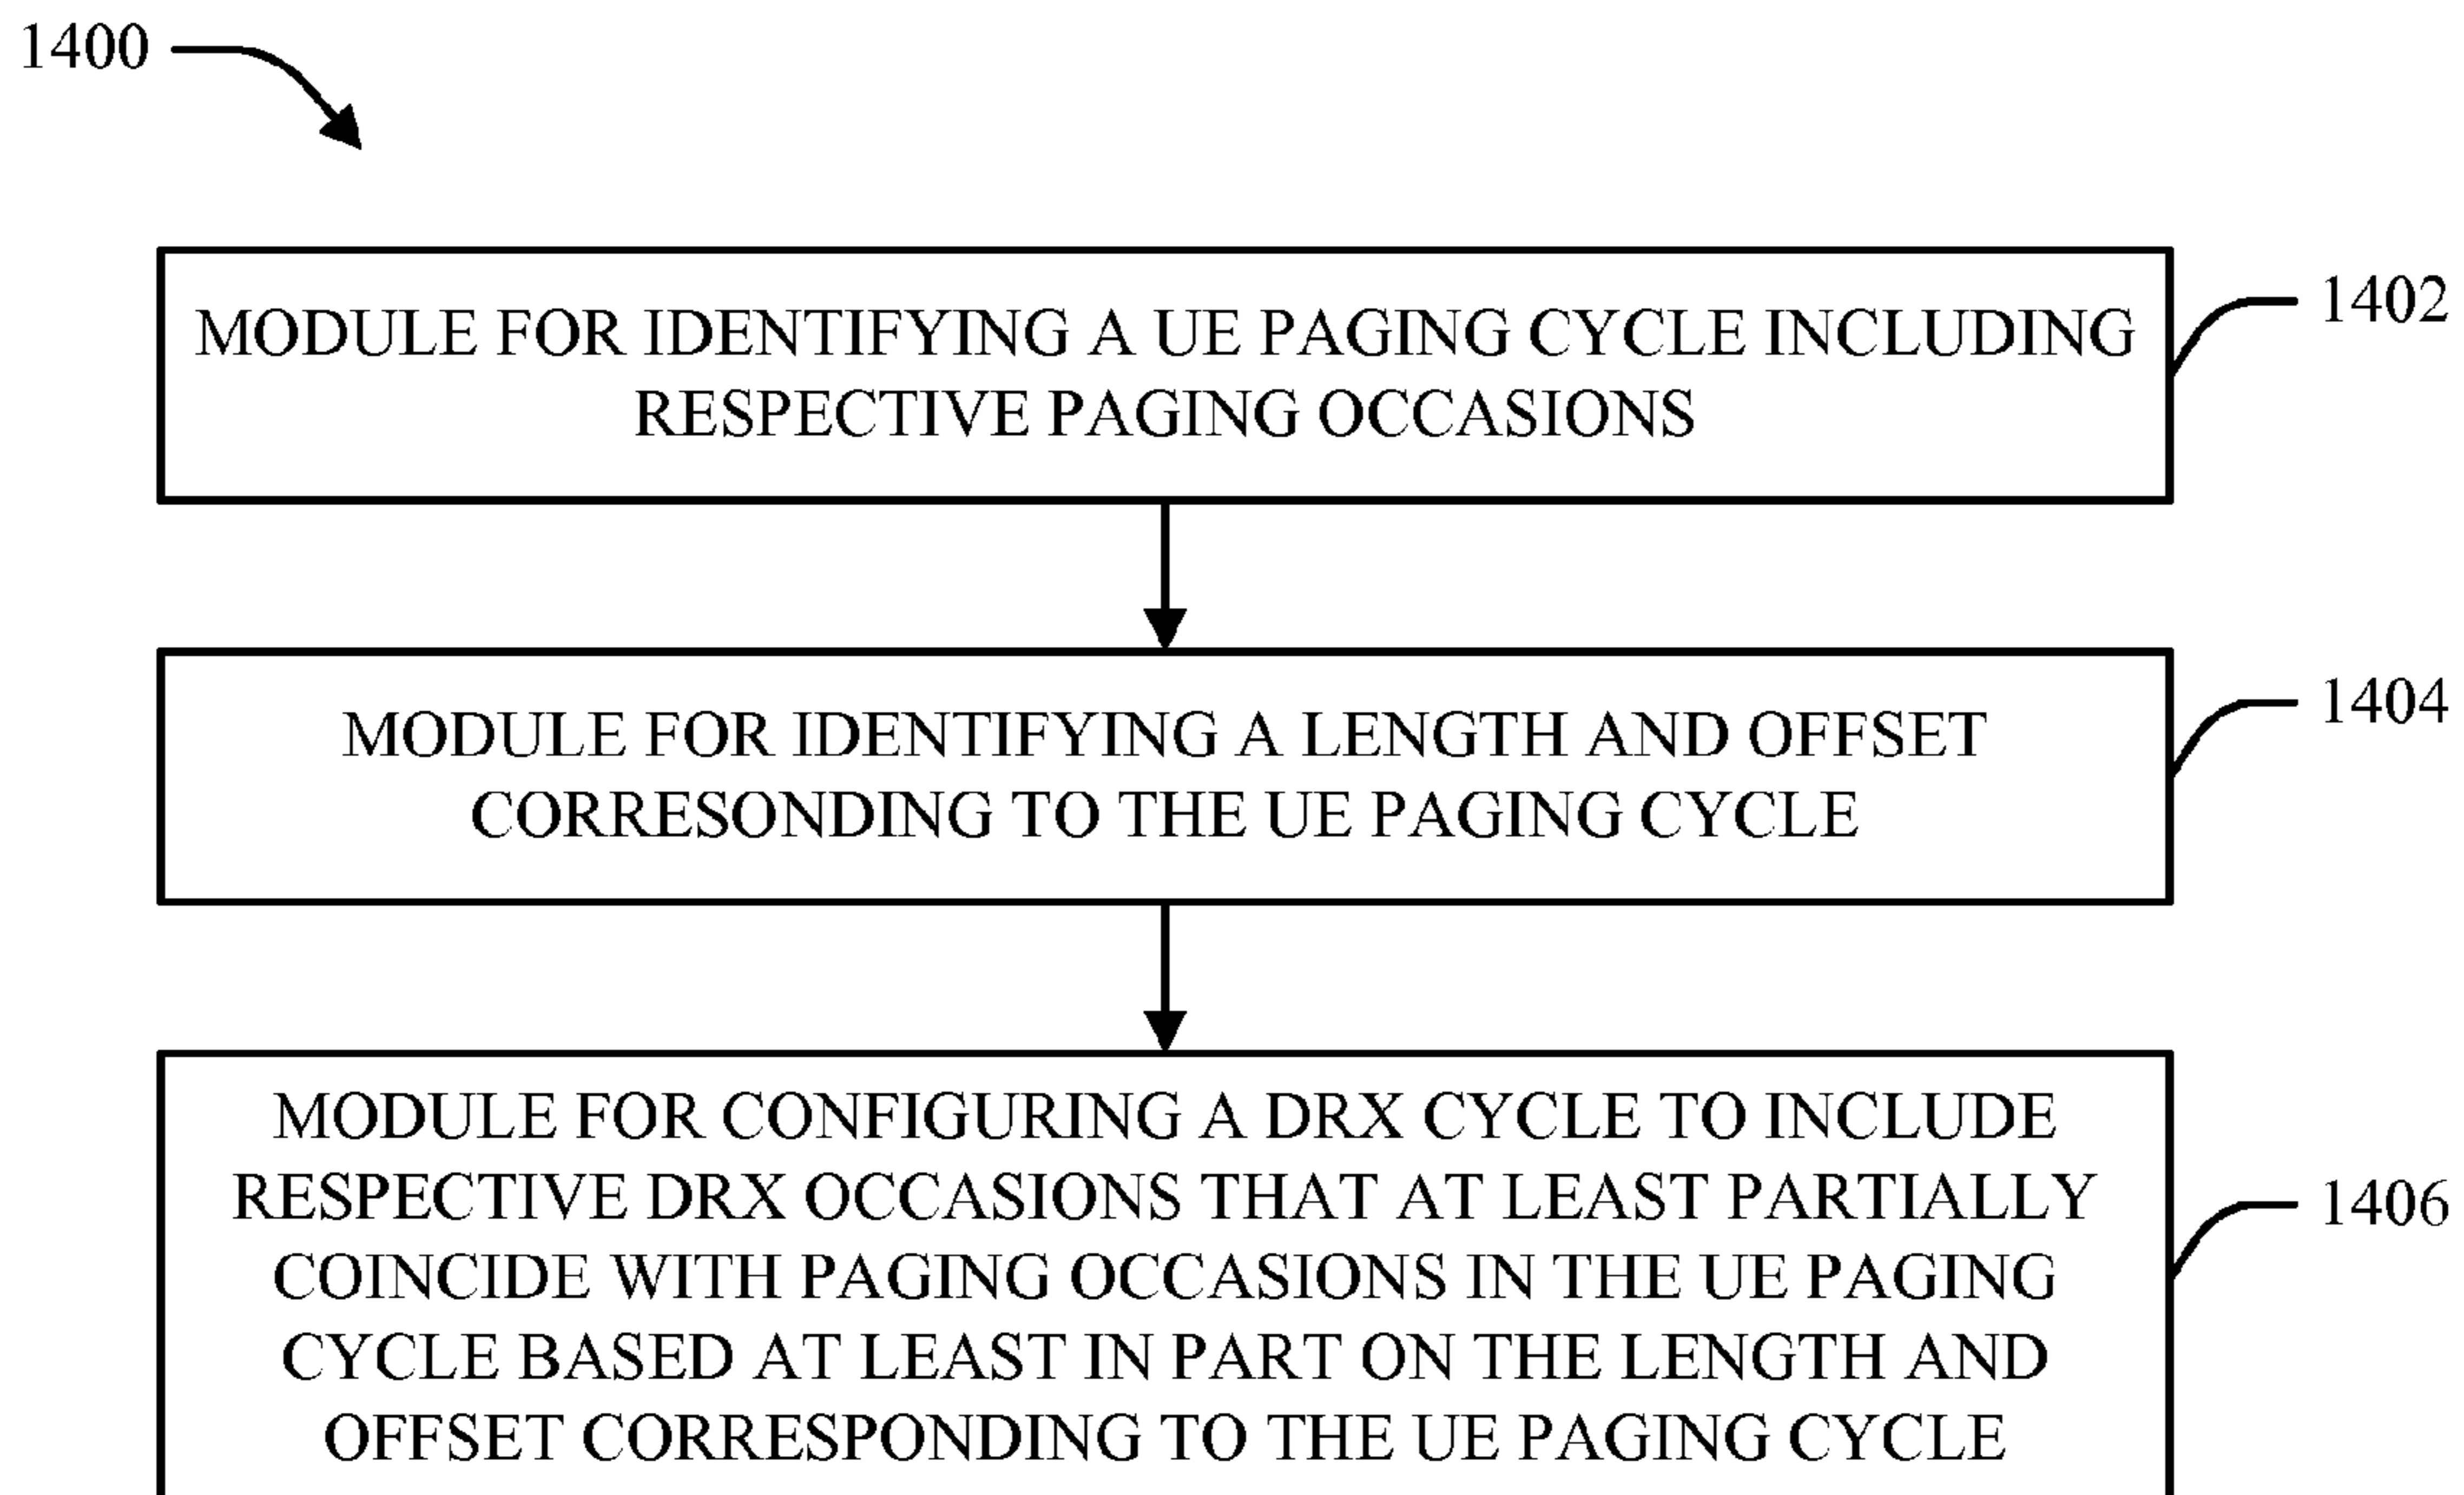 1400
MODULE FOR IDENTIFYING A UE PAGING CYCLE INCLUDING
RESPECTIVE PAGING OCCASIONS
1402
MODULE FOR IDENTIFYING A LENGTH AND OFFSET
CORRESONDING TO THE UE PAGING CYCLE
1404
MODULE FOR CONFIGURING A DRX CYCLE TO INCLUDE
RESPECTIVE DRX OCCASIONS THAT AT LEAST PARTIALLY
COINCIDE WITH PAGING OCCASIONS IN THE UE PAGING
CYCLE BASED AT LEAST IN PART ON THE LENGTH AND
OFFSET CORRESPONDING TO THE UE PAGING CYCLE
1406